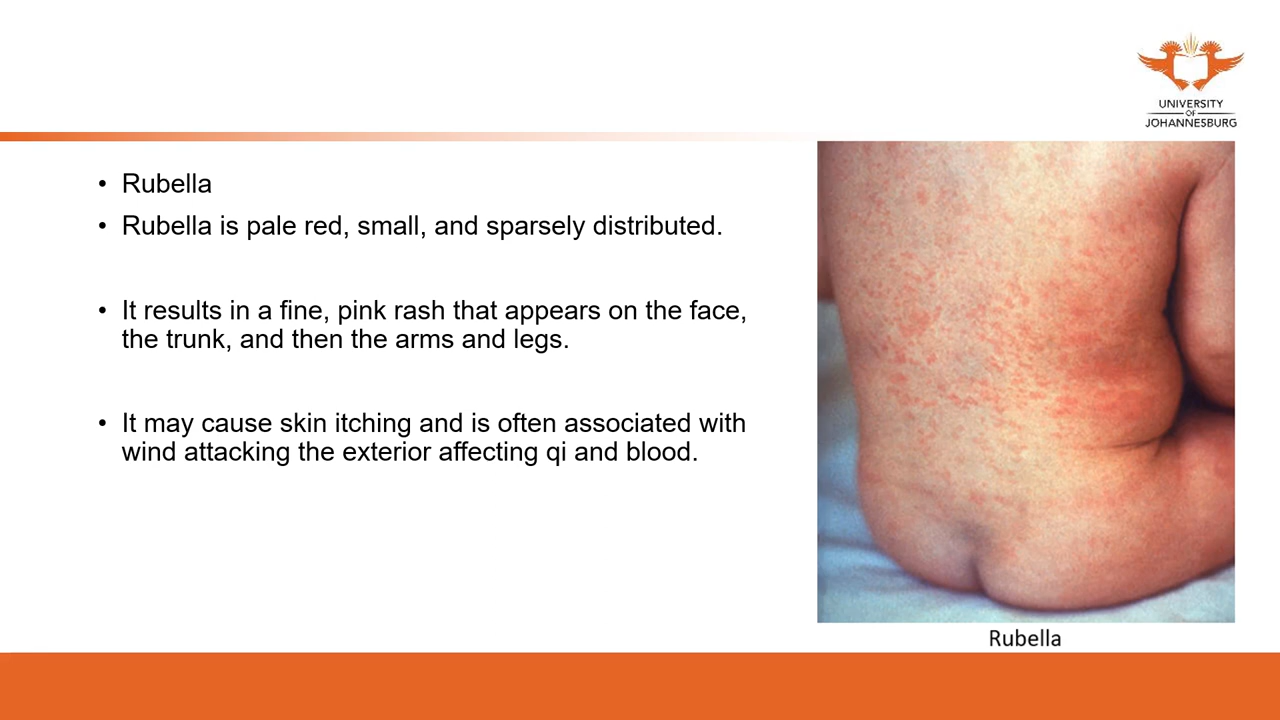 UNIVERSITY
OF
JOHANNESBURG
• Rubella
• Rubella is pale red, small, and sparsely distributed.
• It results in a fine, pink rash that appears on the face,
the trunk, and then the arms and legs.
• It may cause skin itching and is often associated with
wind attacking the exterior affecting qi and blood.
Rubella